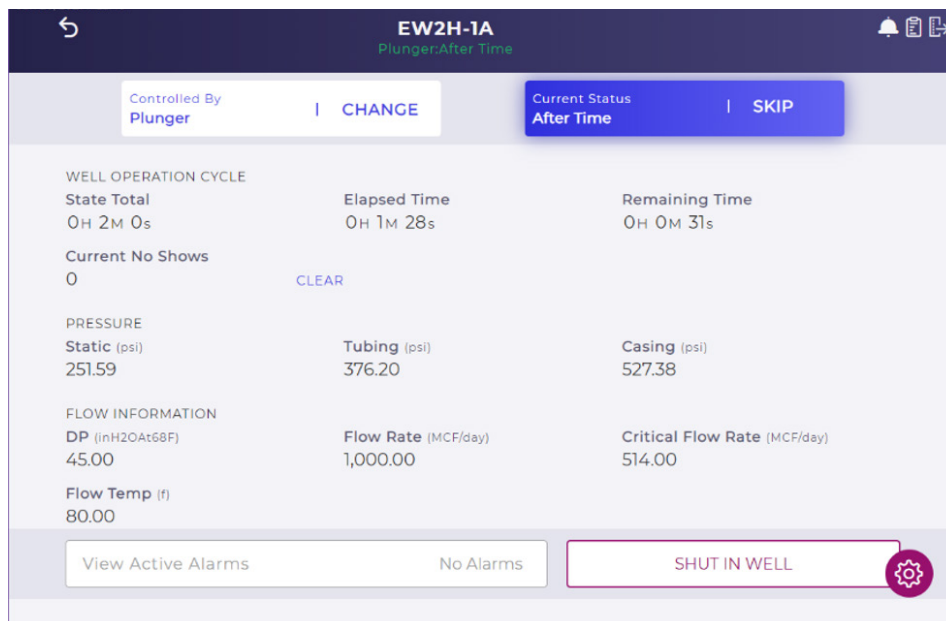 EW2H-1A
Plunger:After Time
Controlled By
Plunger
| CHANGE
Current Status
After Time
| SKIP
WELL OPERATION CYCLE
State Total Elapsed Time Remaining Time
0H 2M 0s 0H 1M 28s 0H 0M 31s
Current No Shows
0 CLEAR
PRESSURE
Static (psi) Tubing (psi) Casing (psi)
251.59 376.20 527.38
FLOW INFORMATION
DP (inH2OAt68F) Flow Rate (MCF/day) Critical Flow Rate (MCF/day)
45.00 1,000.00 514.00
Flow Temp (f)
80.00
View Active Alarms No Alarms SHUT IN WELL